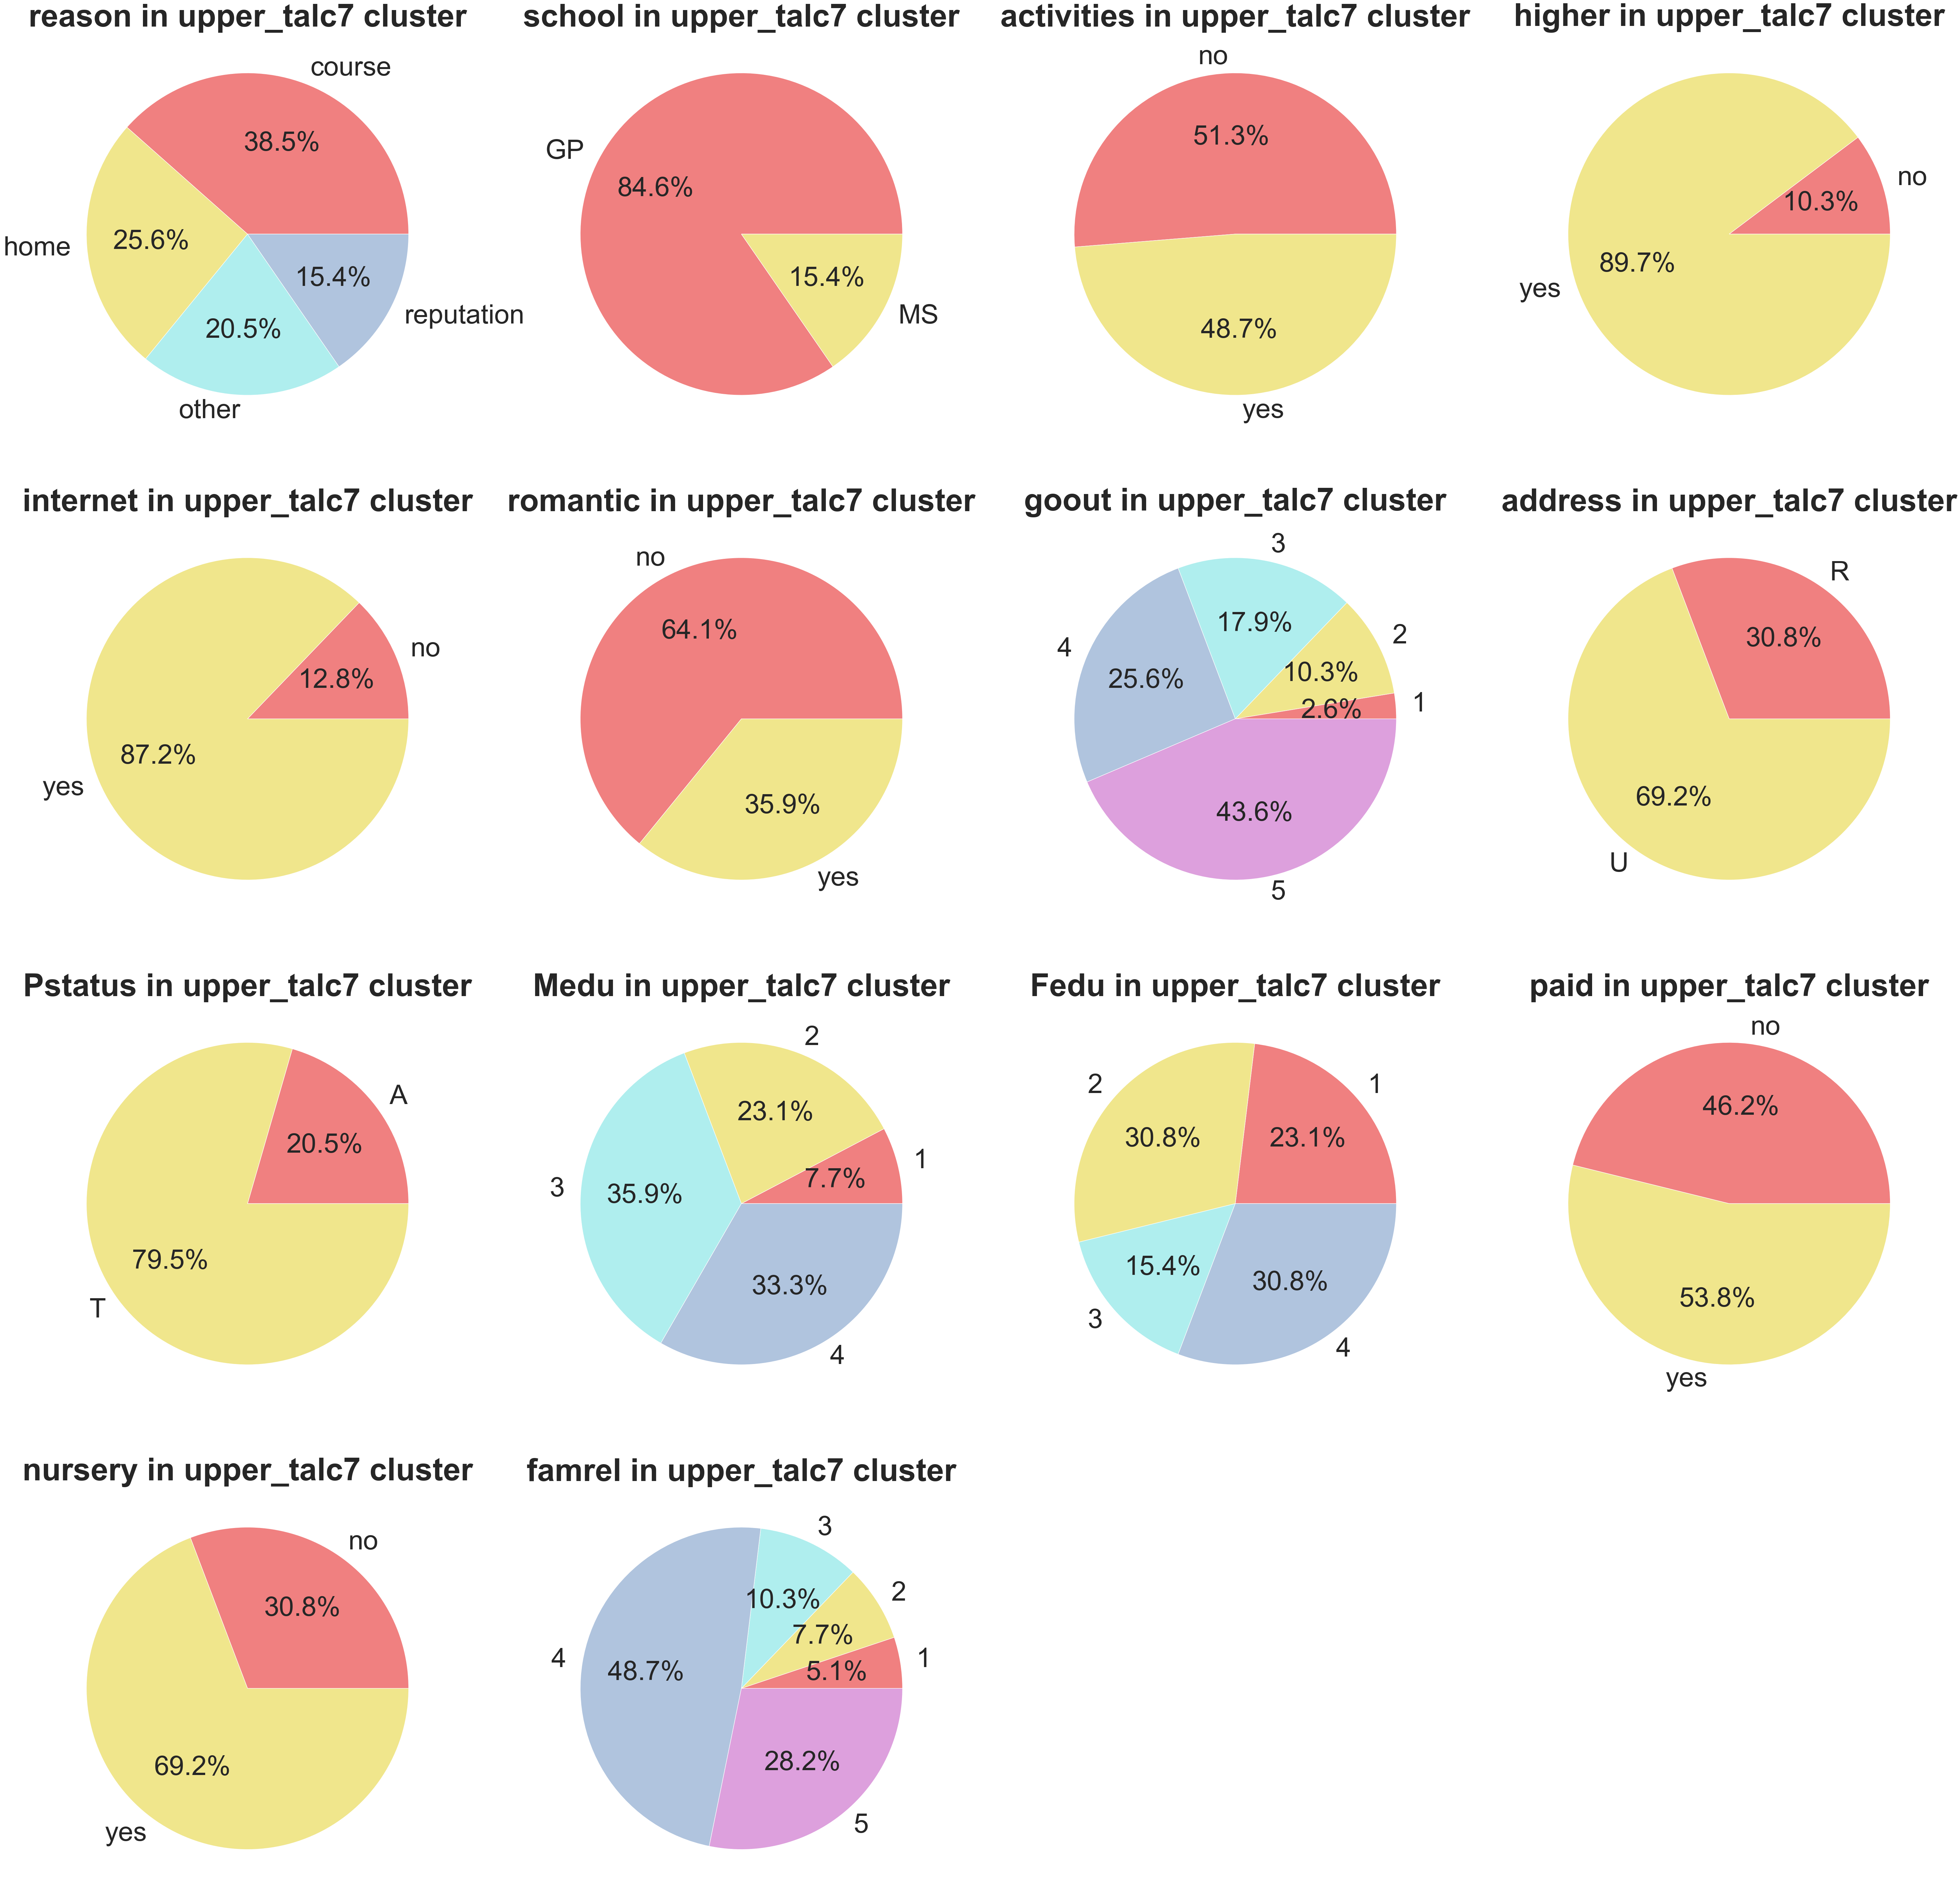 reason in upper_talc7 cluster
course
38.5%
home
25.6%
15.4%
reputation
20.5%
other
school in upper_talc7 cluster
GP
84.6%
15.4%
MS
activities in upper_talc7 cluster
no
51.3%
48.7%
yes
higher in upper_talc7 cluster
no
10.3%
89.7%
yes
internet in upper_talc7 cluster
no
12.8%
87.2%
yes
romantic in upper_talc7 cluster
no
64.1%
35.9%
yes
goout in upper_talc7 cluster
3
17.9%
2
10.3%
4
25.6%
1
2.6%
43.6%
5
address in upper_talc7 cluster
R
30.8%
69.2%
U
Pstatus in upper_talc7 cluster
A
20.5%
79.5%
T
Medu in upper_talc7 cluster
2
23.1%
1
7.7%
3
35.9%
33.3%
4
Fedu in upper_talc7 cluster
2
30.8%
1
23.1%
15.4%
3
30.8%
4
paid in upper_talc7 cluster
no
46.2%
53.8%
yes
nursery in upper_talc7 cluster
no
30.8%
69.2%
yes
famrel in upper_talc7 cluster
3
10.3%
2
7.7%
1
5.1%
4
48.7%
28.2%
5